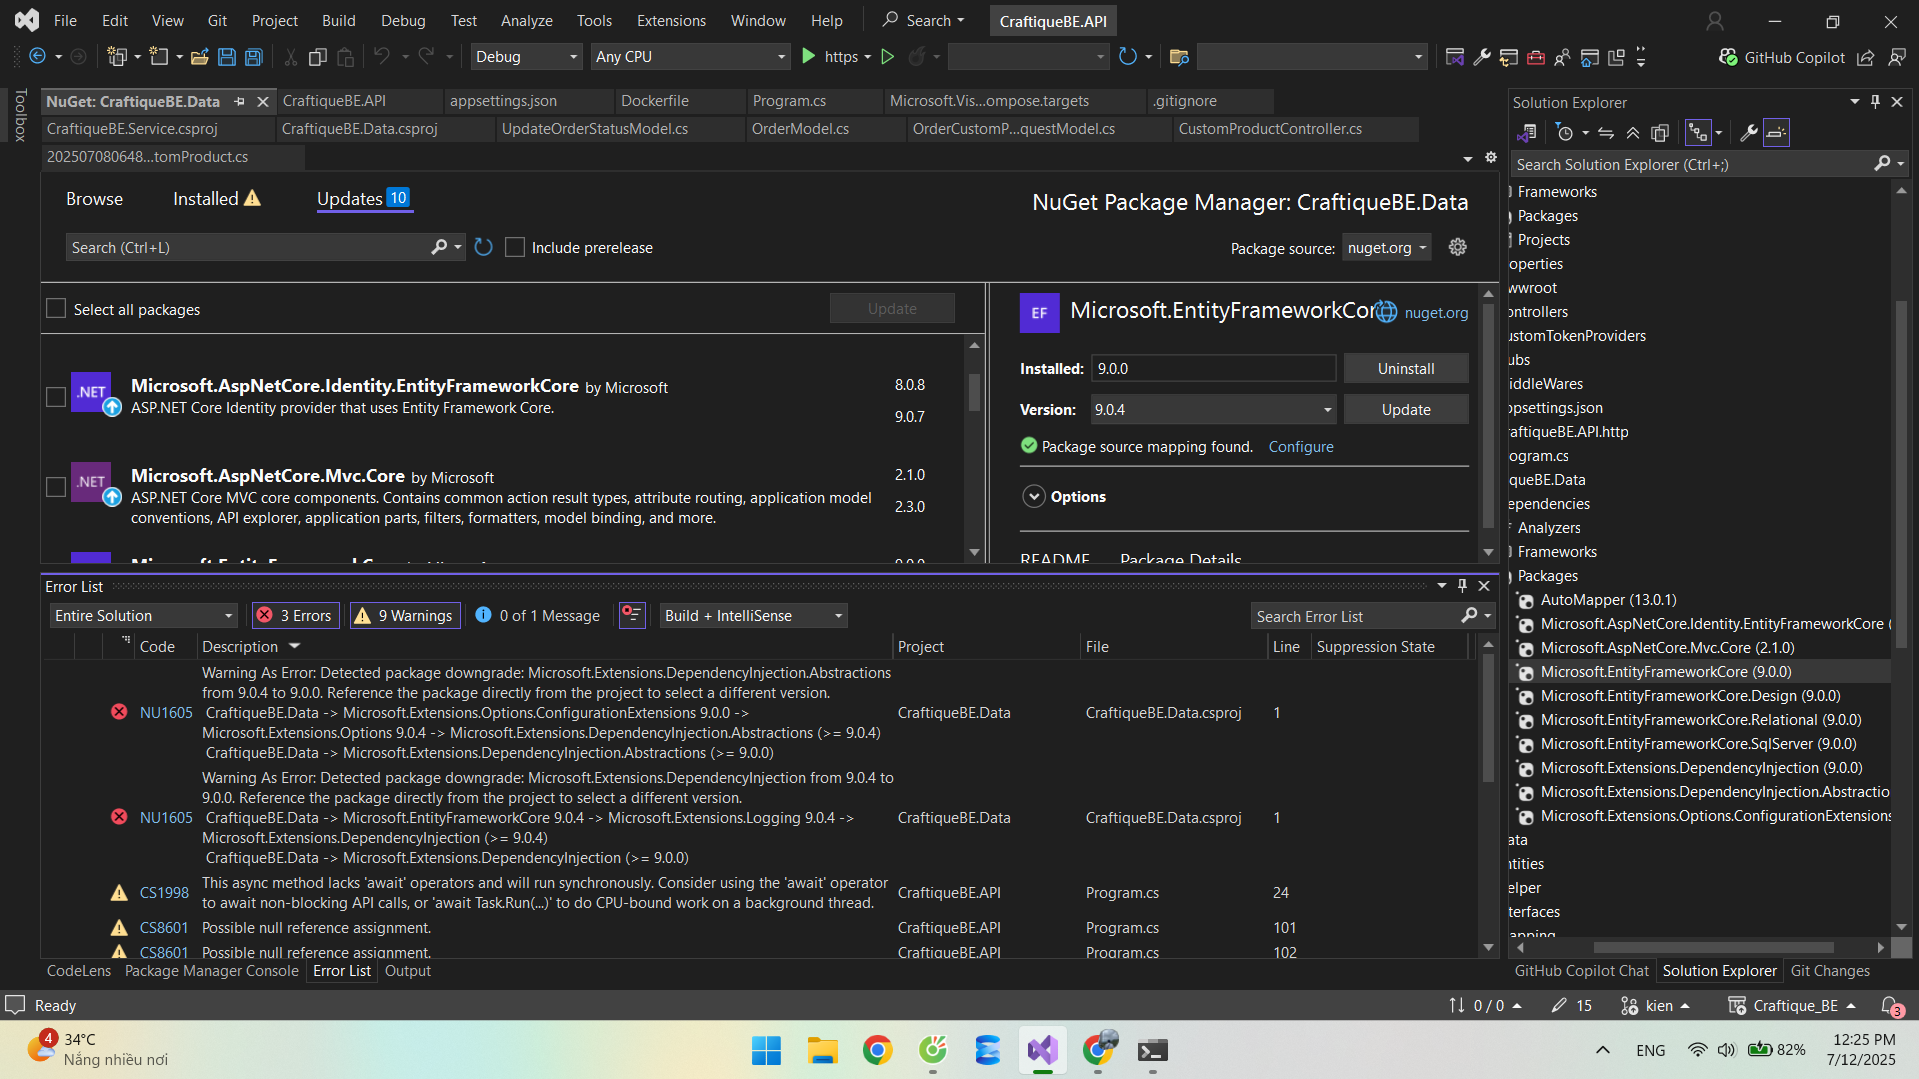 File Edit View Git Project Build Debug Test Analyze Tools Extensions Window Help Search CraftiqueBE.API
Debug Any CPU https GitHub Copilot
Toolbox
NuGet: CraftiqueBE.Data CraftiqueBE.API appsettings.json Dockerfile Program.cs Microsoft.Vis...ompose.targets .gitignore
CraftiqueBE.Service.csproj CraftiqueBE.Data.csproj UpdateOrderStatusModel.cs OrderModel.cs OrderCustomP...questModel.cs CustomProductController.cs
202507080648...tomProduct.cs
Browse Installed Updates 10
NuGet Package Manager: CraftiqueBE.Data
Search (Ctrl+L) Include prerelease
Package source: nuget.org
Select all packages Update
.NET Microsoft.AspNetCore.Identity.EntityFrameworkCore by Microsoft 8.0.8
ASP.NET Core Identity provider that uses Entity Framework Core. 9.0.7
.NET Microsoft.AspNetCore.Mvc.Core by Microsoft 2.1.0
ASP.NET Core MVC core components. Contains common action result types, attribute routing, application model 2.3.0
conventions, API explorer, application parts, filters, formatters, model binding, and more.
EF Microsoft.EntityFrameworkCor nuget.org
Installed: 9.0.0 Uninstall
Version: 9.0.4 Update
Package source mapping found. Configure
Options
README Package Details
Error List
Entire Solution 3 Errors 9 Warnings 0 of 1 Message Build + IntelliSense Search Error List
Code Description Project File Line Suppression State
Warning As Error: Detected package downgrade: Microsoft.Extensions.DependencyInjection.Abstractions
from 9.0.4 to 9.0.0. Reference the package directly from the project to select a different version.
NU1605 CraftiqueBE.Data -> Microsoft.Extensions.Options.ConfigurationExtensions 9.0.0 -> CraftiqueBE.Data CraftiqueBE.Data.csproj 1
Microsoft.Extensions.Options 9.0.4 -> Microsoft.Extensions.DependencyInjection.Abstractions (>= 9.0.4)
CraftiqueBE.Data -> Microsoft.Extensions.DependencyInjection.Abstractions (>= 9.0.0)
Warning As Error: Detected package downgrade: Microsoft.Extensions.DependencyInjection from 9.0.4 to
9.0.0. Reference the package directly from the project to select a different version.
NU1605 CraftiqueBE.Data -> Microsoft.EntityFrameworkCore 9.0.4 -> Microsoft.Extensions.Logging 9.0.4 -> CraftiqueBE.Data CraftiqueBE.Data.csproj 1
Microsoft.Extensions.DependencyInjection (>= 9.0.4)
CraftiqueBE.Data -> Microsoft.Extensions.DependencyInjection (>= 9.0.0)
CS1998 This async method lacks 'await' operators and will run synchronously. Consider using the 'await' operator CraftiqueBE.API Program.cs 24
to await non-blocking API calls, or 'await Task.Run(...)' to do CPU-bound work on a background thread.
CS8601 Possible null reference assignment. CraftiqueBE.API Program.cs 101
CS8601 Possible null reference assignment. CraftiqueBE.API Program.cs 102
CodeLens Package Manager Console Error List Output
Solution Explorer
Search Solution Explorer (Ctrl+;)
Frameworks
Packages
Projects
operties
wwroot
ontrollers
ustomTokenProviders
ubs
iddleWares
ppsettings.json
raftiqueBE.API.http
rogram.cs
queBE.Data
ependencies
Analyzers
Frameworks
Packages
AutoMapper (13.0.1)
Microsoft.AspNetCore.Identity.EntityFrameworkCore (
Microsoft.AspNetCore.Mvc.Core (2.1.0)
Microsoft.EntityFrameworkCore (9.0.0)
Microsoft.EntityFrameworkCore.Design (9.0.0)
Microsoft.EntityFrameworkCore.Relational (9.0.0)
Microsoft.EntityFrameworkCore.SqlServer (9.0.0)
Microsoft.Extensions.DependencyInjection (9.0.0)
Microsoft.Extensions.DependencyInjection.Abstractio
Microsoft.Extensions.Options.ConfigurationExtensions
ata
ntities
elper
terfaces
apping
GitHub Copilot Chat Solution Explorer Git Changes
Ready 0 / 0 15 kien Craftique_BE 3
4 34°C
Nắng nhiều nơi
ENG 82% 12:25 PM
7/12/2025